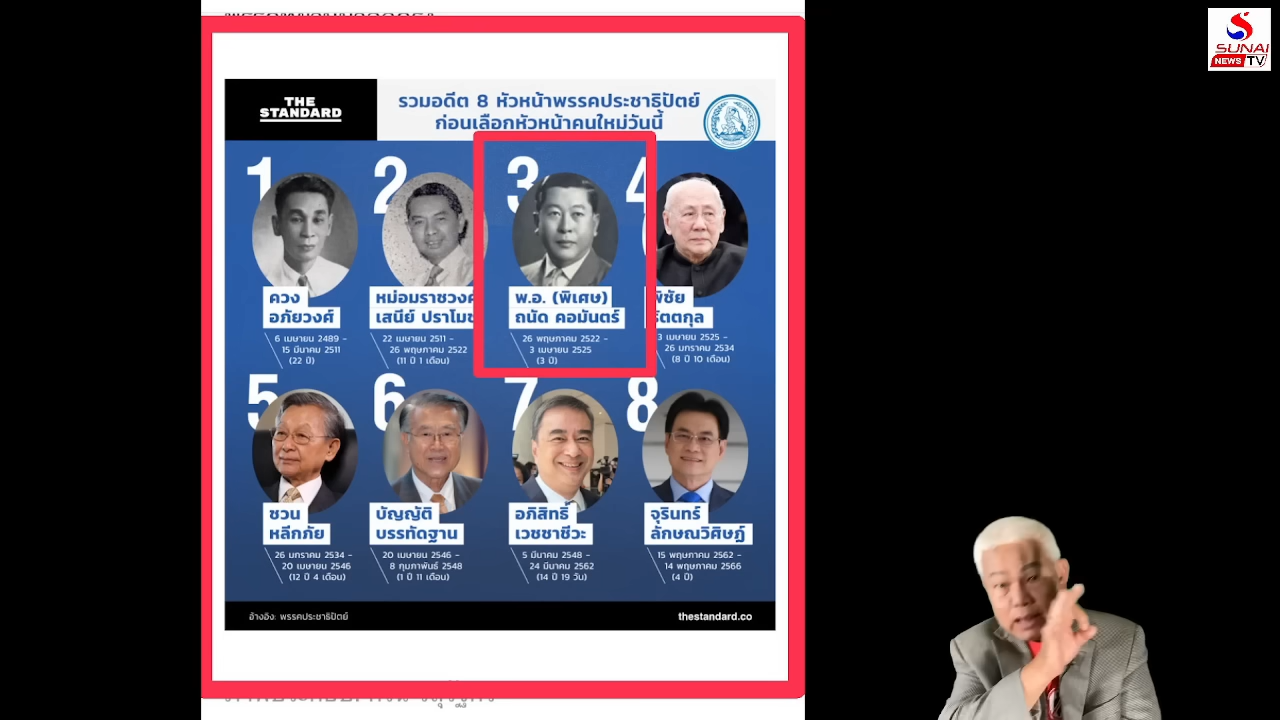 SUNAI
NEWS TV
THE
STANDARD
รวมอดีต 8 หัวหน้าพรรคประชาธิปัตย์
ก่อนเลือกหัวหน้าคนใหม่วันนี้
1
ควง
อภัยวงศ์
6 เมษายน 2489 –
15 มีนาคม 2511
(22 ปี)
2
หม่อมราชวงศ์
เสนีย์ ปราโมช
22 เมษายน 2511 –
26 พฤษภาคม 2522
(11 ปี 1 เดือน)
3
พ.อ. (พิเศษ)
ถนัด คอมันตร์
26 พฤษภาคม 2522 –
3 เมษายน 2525
(3 ปี)
4
พิชัย
รัตตกุล
3 เมษายน 2525 –
26 มกราคม 2534
(8 ปี 10 เดือน)
5
ชวน
หลีกภัย
26 มกราคม 2534 –
20 เมษายน 2546
(12 ปี 4 เดือน)
6
บัญญัติ
บรรทัดฐาน
20 เมษายน 2546 –
8 กุมภาพันธ์ 2548
(1 ปี 11 เดือน)
7
อภิสิทธิ์
เวชชาชีวะ
5 มีนาคม 2548 –
24 มีนาคม 2562
(14 ปี 19 วัน)
8
จุรินทร์
ลักษณวิศิษฏ์
15 พฤษภาคม 2562 –
14 พฤษภาคม 2566
(4 ปี)
อ้างอิง: พรรคประชาธิปัตย์
thestandard.co